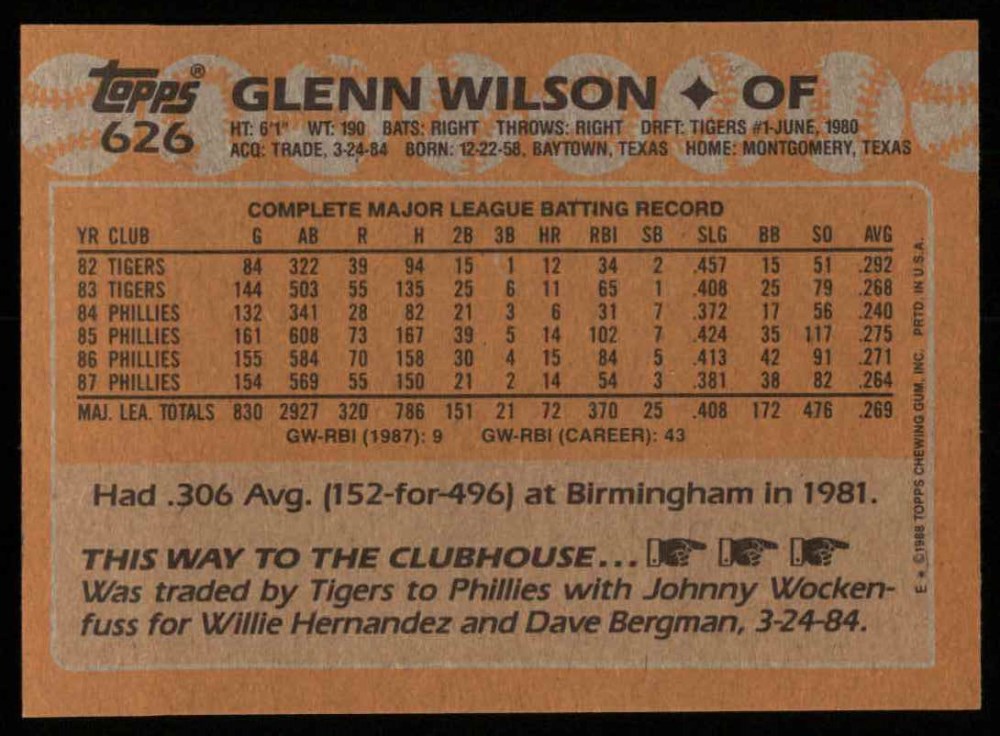 topps® GLENN WILSON ✦ OF
626
HT: 6'1" WT: 190 BATS: RIGHT THROWS: RIGHT DRFT: TIGERS #1-JUNE, 1980
ACQ: TRADE, 3-24-84 BORN: 12-22-58, BAYTOWN, TEXAS HOME: MONTGOMERY, TEXAS
COMPLETE MAJOR LEAGUE BATTING RECORD
YR CLUB G AB R H 2B 3B HR RBI SB SLG BB SO AVG
82 TIGERS 84 322 39 94 15 1 12 34 2 .457 15 51 .292
83 TIGERS 144 503 55 135 25 6 11 65 1 .408 25 79 .268
84 PHILLIES 132 341 28 82 21 3 6 31 7 .372 17 56 .240
85 PHILLIES 161 608 73 167 39 5 14 102 7 .424 35 117 .275
86 PHILLIES 155 584 70 158 30 4 15 84 5 .413 42 91 .271
87 PHILLIES 154 569 55 150 21 2 14 54 3 .381 38 82 .264
MAJ. LEA. TOTALS 830 2927 320 786 151 21 72 370 25 .408 172 476 .269
GW-RBI (1987): 9 GW-RBI (CAREER): 43
Had .306 Avg. (152-for-496) at Birmingham in 1981.
THIS WAY TO THE CLUBHOUSE...
Was traded by Tigers to Phillies with Johnny Wocken-
fuss for Willie Hernandez and Dave Bergman, 3-24-84.
E ★ ©1988 TOPPS CHEWING GUM, INC. PRTD. IN U.S.A.